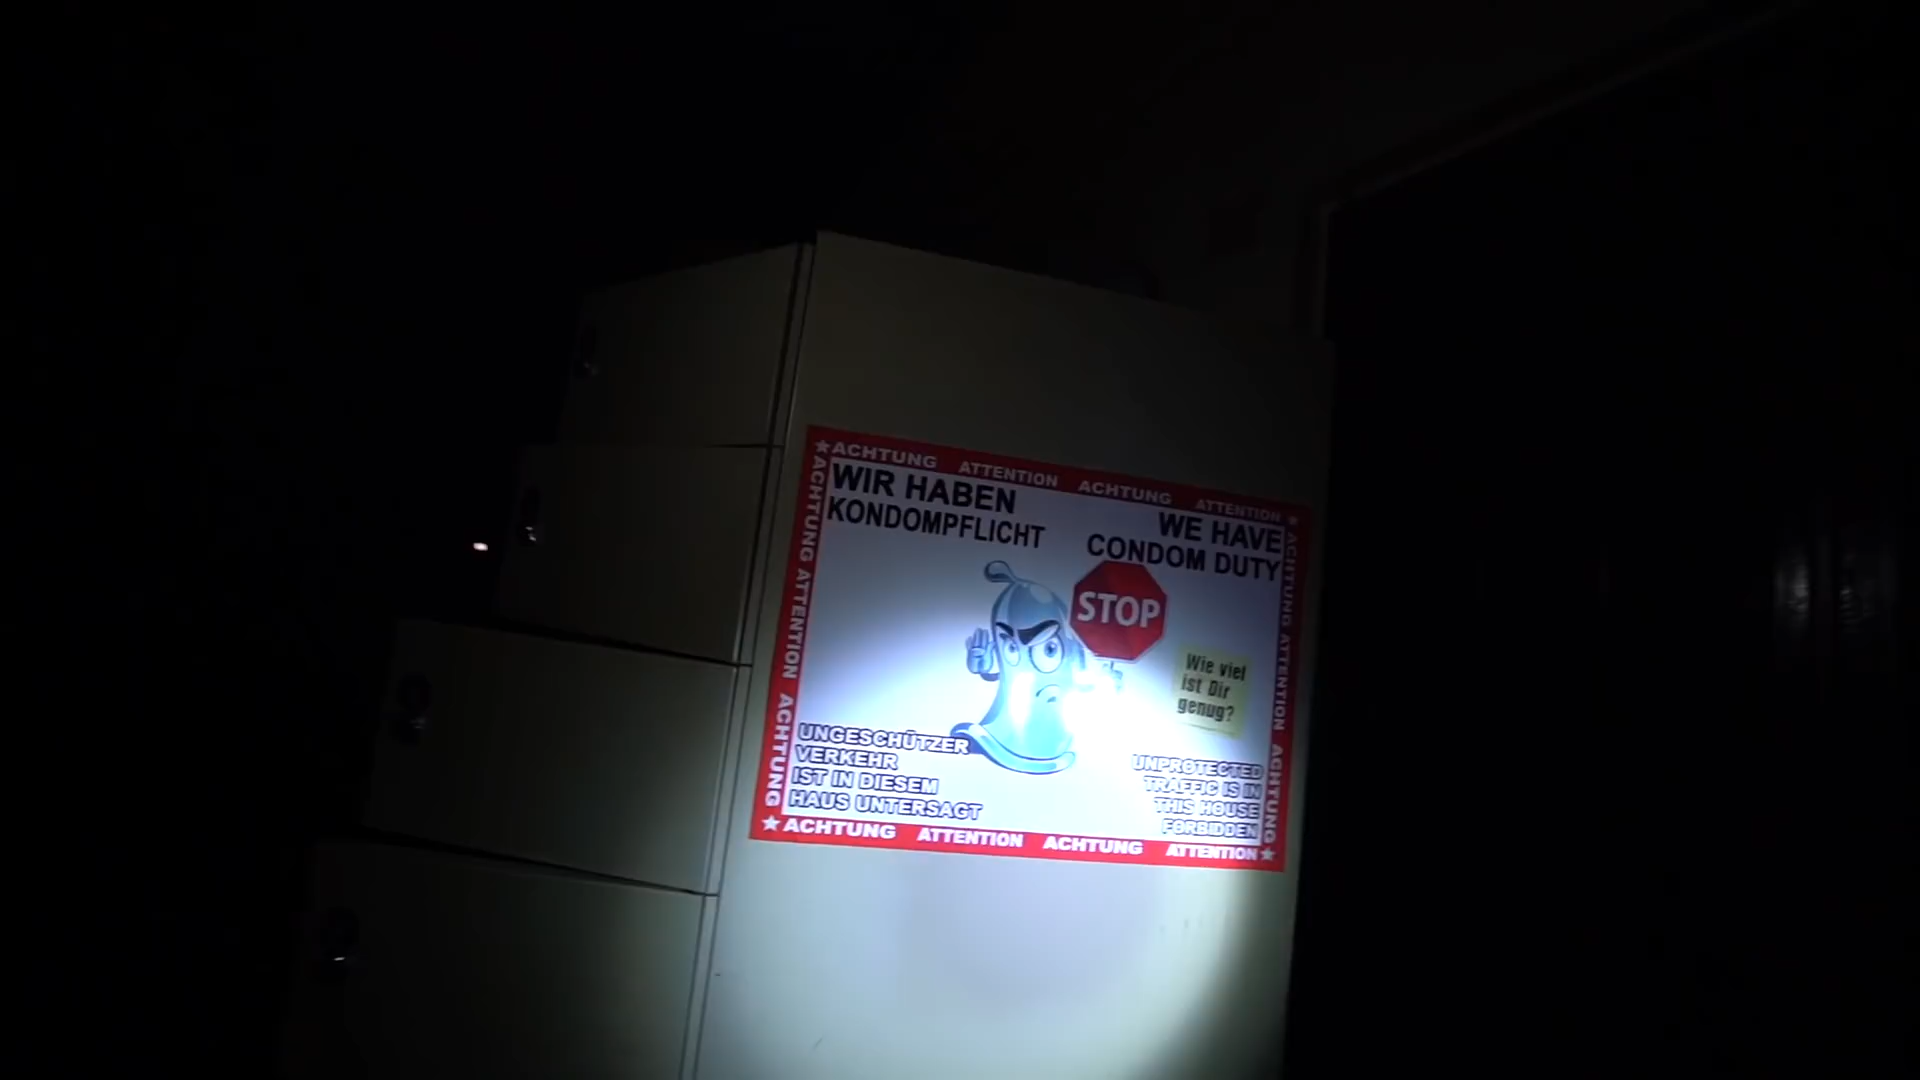 ★ACHTUNG ATTENTION ACHTUNG ATTENTION★
ACHTUNG ATTENTION ACHTUNG
WIR HABEN
KONDOMPFLICHT
WE HAVE
CONDOM DUTY
STOP
Wie viel
ist Dir
genug?
UNGESCHÜTZER
VERKEHR
IST IN DIESEM
HAUS UNTERSAGT
UNPROTECTED
TRAFFIC IS IN
THIS HOUSE
FORBIDDEN
ACHTUNG ATTENTION ACHTUNG
★ACHTUNG ATTENTION ACHTUNG ATTENTION★